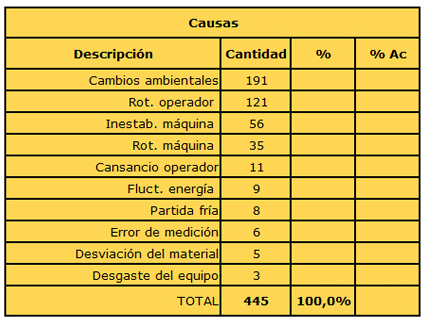 Causas
Descripción Cantidad % % Ac
Cambios ambientales 191
Rot. operador 121
Inestab. máquina 56
Rot. máquina 35
Cansancio operador 11
Fluct. energía 9
Partida fría 8
Error de medición 6
Desviación del material 5
Desgaste del equipo 3
TOTAL 445 100,0%